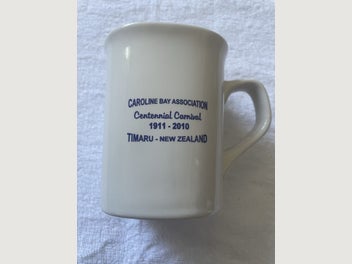 CAROLINE BAY ASSOCIATION
Centennial Carnival
1911 - 2010
TIMARU - NEW ZEALAND